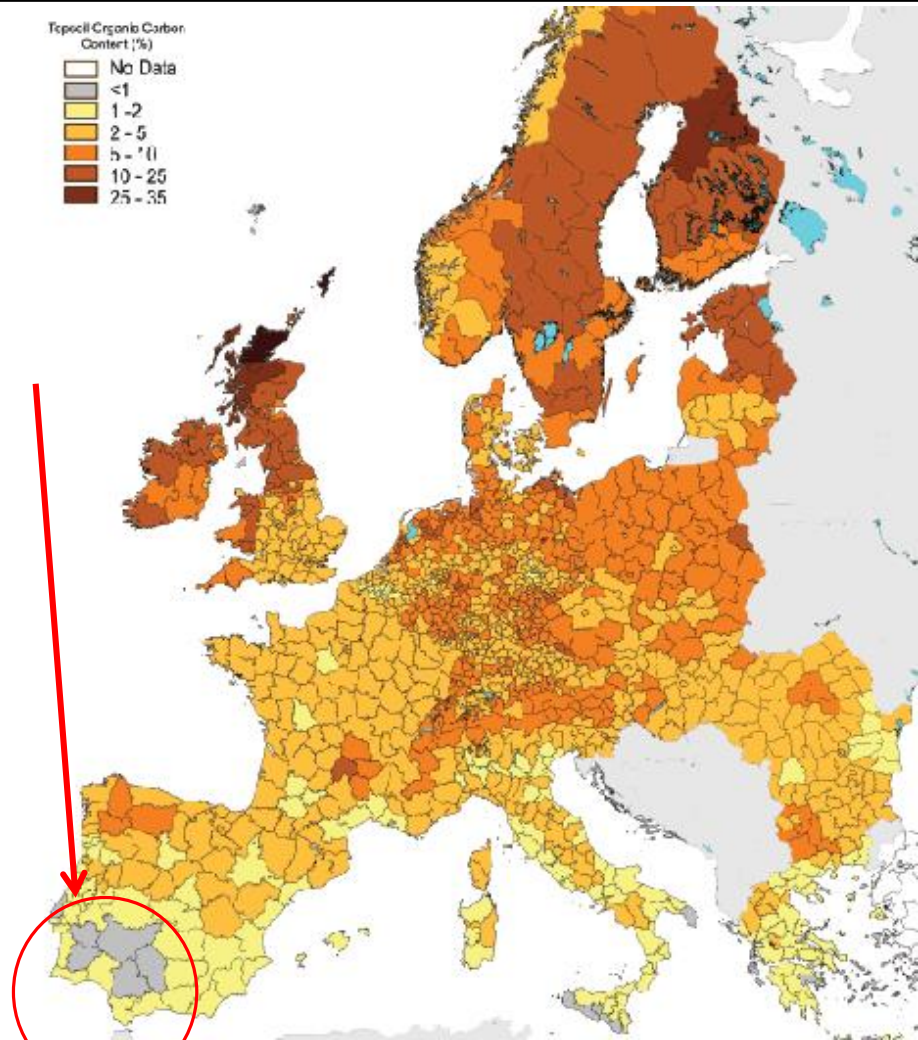 Topsoil Organic Carbon
Content (%)
No Data
<1
1 - 2
2 - 5
5 - 10
10 - 25
25 - 35